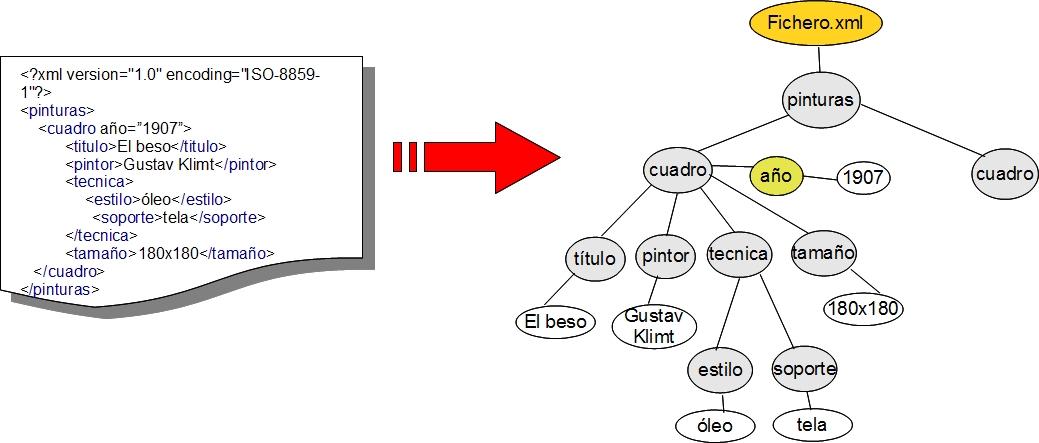 <?xml version="1.0" encoding="ISO-8859-
1"?>
<pinturas>
<cuadro año=”1907”>
<titulo>El beso</titulo>
<pintor>Gustav Klimt</pintor>
<tecnica>
<estilo>óleo</estilo>
<soporte>tela</soporte>
</tecnica>
<tamaño>180x180</tamaño>
</cuadro>
</pinturas>
Fichero.xml
pinturas
cuadro
año
1907
cuadro
título
pintor
tecnica
tamaño
El beso
Gustav
Klimt
180x180
estilo
soporte
óleo
tela